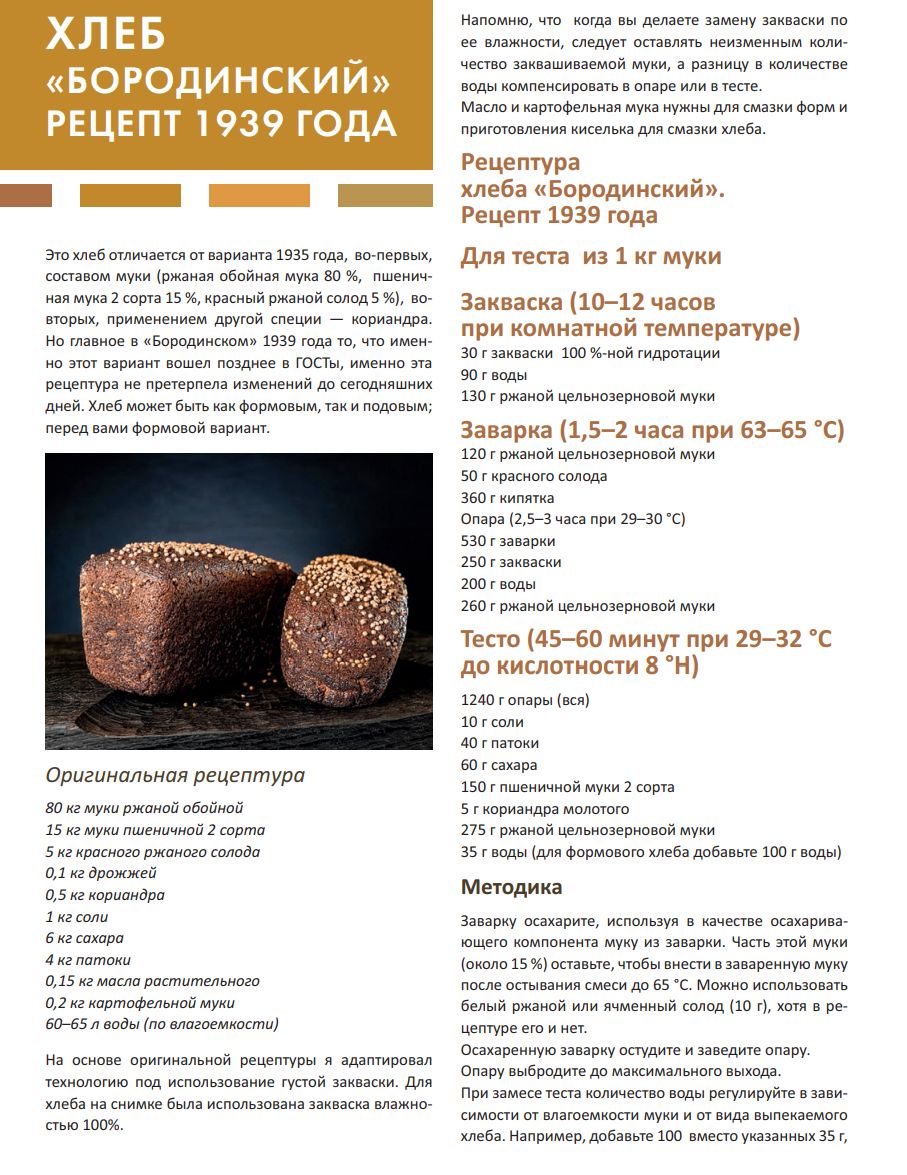 ХЛЕБ
«БОРОДИНСКИЙ»
РЕЦЕПТ 1939 ГОДА
Это хлеб отличается от варианта 1935 года, во-первых,
составом муки (ржаная обойная мука 80 %, пшенич-
ная мука 2 сорта 15 %, красный ржаной солод 5 %), во-
вторых, применением другой специи — кориандра.
Но главное в «Бородинском» 1939 года то, что имен-
но этот вариант вошел позднее в ГОСТы, именно эта
рецептура не претерпела изменений до сегодняшних
дней. Хлеб может быть как формовым, так и подовым;
перед вами формовой вариант.
Оригинальная рецептура
80 кг муки ржаной обойной
15 кг муки пшеничной 2 сорта
5 кг красного ржаного солода
0,1 кг дрожжей
0,5 кг кориандра
1 кг соли
6 кг сахара
4 кг патоки
0,15 кг масла растительного
0,2 кг картофельной муки
60–65 л воды (по влагоемкости)
На основе оригинальной рецептуры я адаптировал
технологию под использование густой закваски. Для
хлеба на снимке была использована закваска влажно-
стью 100%.
Напомню, что когда вы делаете замену закваски по
ее влажности, следует оставлять неизменным коли-
чество заквашиваемой муки, а разницу в количестве
воды компенсировать в опаре или в тесте.
Масло и картофельная мука нужны для смазки форм и
приготовления киселька для смазки хлеба.
Рецептура
хлеба «Бородинский».
Рецепт 1939 года
Для теста из 1 кг муки
Закваска (10–12 часов
при комнатной температуре)
30 г закваски 100 %-ной гидротации
90 г воды
130 г ржаной цельнозерновой муки
Заварка (1,5–2 часа при 63–65 °С)
120 г ржаной цельнозерновой муки
50 г красного солода
360 г кипятка
Опара (2,5–3 часа при 29–30 °С)
530 г заварки
250 г закваски
200 г воды
260 г ржаной цельнозерновой муки
Тесто (45–60 минут при 29–32 °С
до кислотности 8 °Н)
1240 г опары (вся)
10 г соли
40 г патоки
60 г сахара
150 г пшеничной муки 2 сорта
5 г кориандра молотого
275 г ржаной цельнозерновой муки
35 г воды (для формового хлеба добавьте 100 г воды)
Методика
Заварку осахарите, используя в качестве осахарива-
ющего компонента муку из заварки. Часть этой муки
(около 15 %) оставьте, чтобы внести в заваренную муку
после остывания смеси до 65 °С. Можно использовать
белый ржаной или ячменный солод (10 г), хотя в ре-
цептуре его и нет.
Осахаренную заварку остудите и заведите опару.
Опару выбродите до максимального выхода.
При замесе теста количество воды регулируйте в зави-
симости от влагоемкости муки и от вида выпекаемого
хлеба. Например, добавьте 100 вместо указанных 35 г,